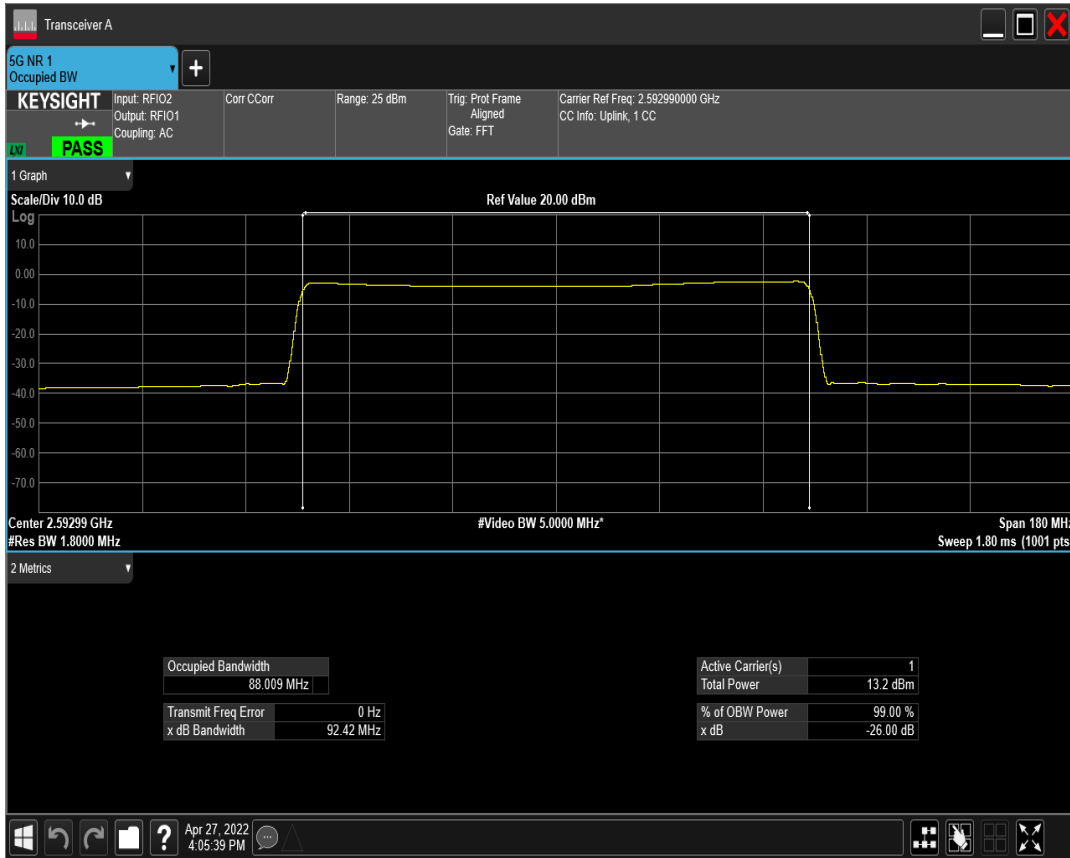 Transceiver A
5G NR 1
Occupied BW
+
KEYSIGHT
LXI
PASS
Input: RFIO2
Output: RFIO1
Coupling: AC
Corr CCorr
Range: 25 dBm
Trig: Prot Frame
Aligned
Gate: FFT
Carrier Ref Freq: 2.592990000 GHz
CC Info: Uplink, 1 CC
1 Graph
Scale/Div 10.0 dB
Ref Value 20.00 dBm
Log
10.0
0.00
-10.0
-20.0
-30.0
-40.0
-50.0
-60.0
-70.0
Center 2.59299 GHz
#Video BW 5.0000 MHz*
Span 180 MHz
#Res BW 1.8000 MHz
Sweep 1.80 ms (1001 pts
2 Metrics
Occupied Bandwidth
88.009 MHz
Transmit Freq Error 0 Hz
x dB Bandwidth 92.42 MHz
Active Carrier(s) 1
Total Power 13.2 dBm
% of OBW Power 99.00 %
x dB -26.00 dB
?
Apr 27, 2022
4:05:39 PM